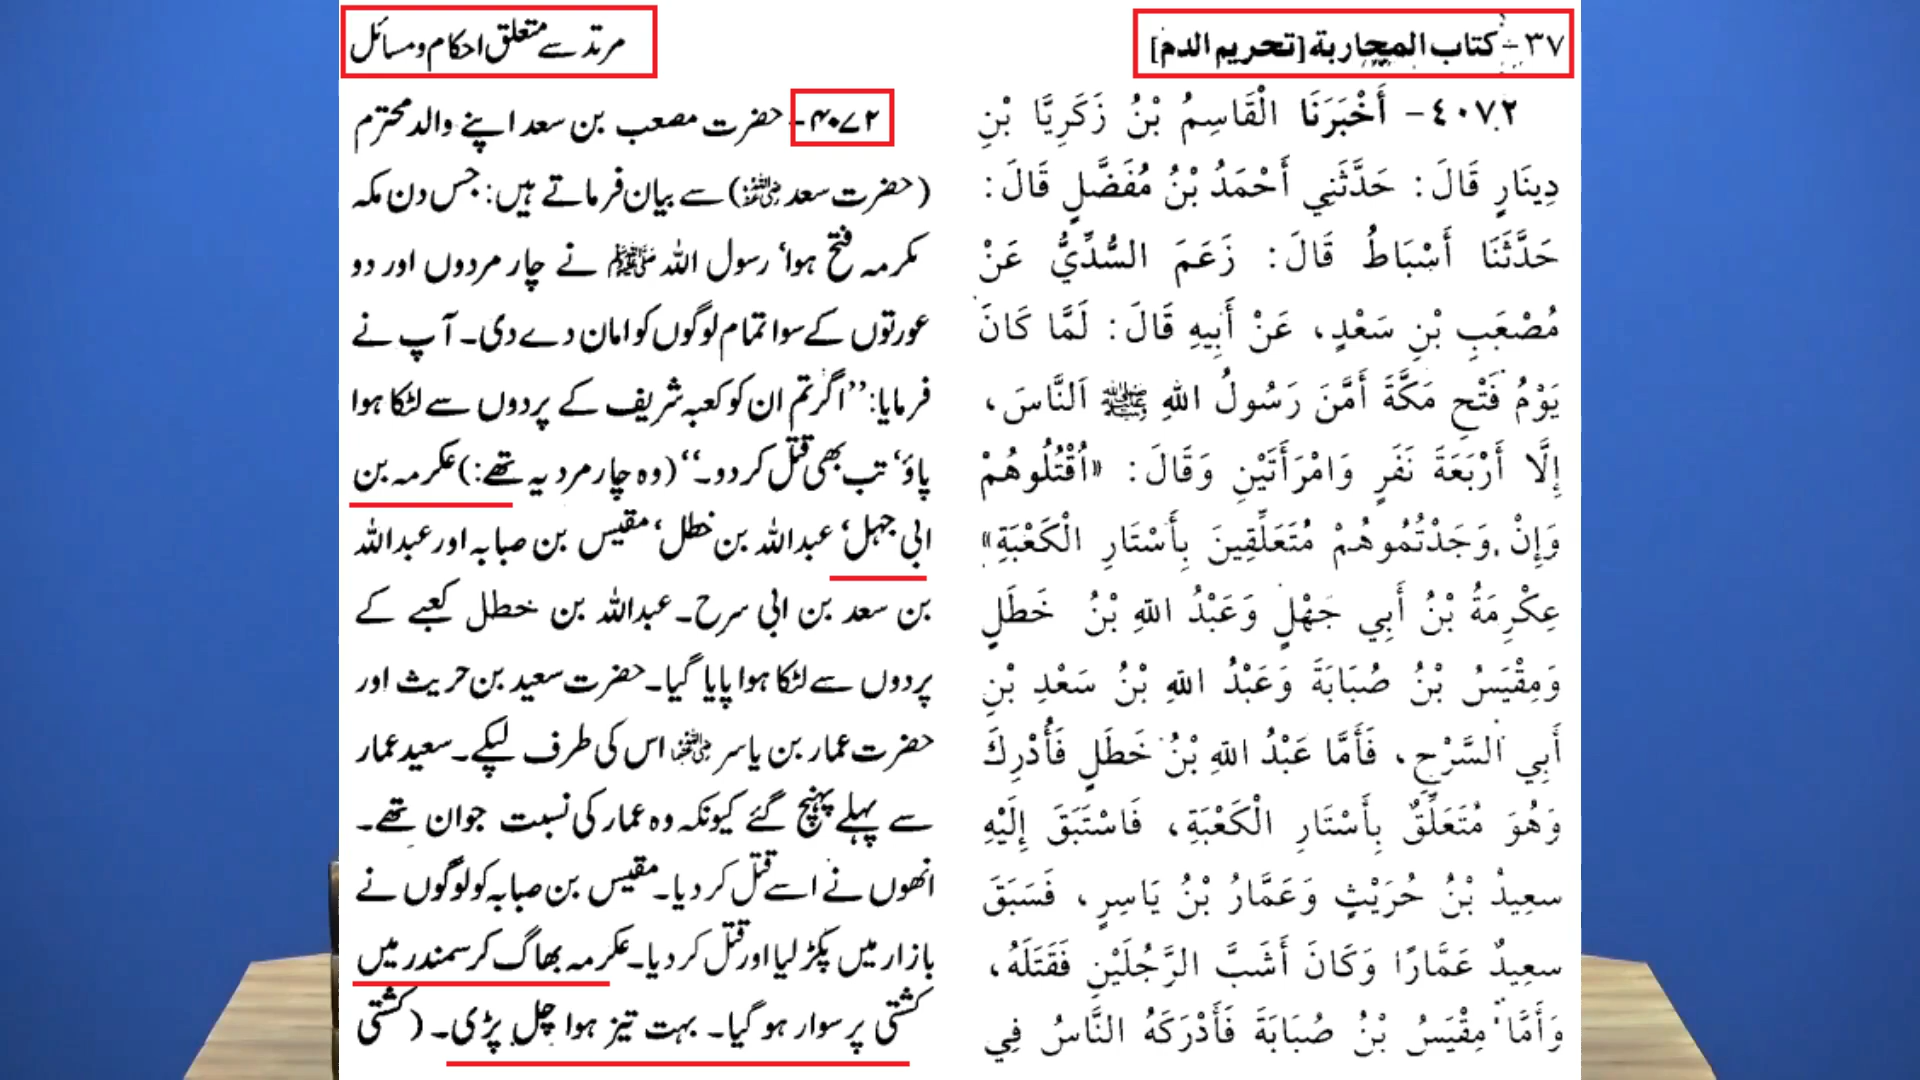 ٣٧- كتاب المحاربة [تحريم الدم]
مرتد سے متعلق احکام و مسائل
٤٠٧٢- أَخْبَرَنَا الْقَاسِمُ بْنُ زَكَرِيَّا بْنِ
دِينَارٍ قَالَ: حَدَّثَنِي أَحْمَدُ بْنُ مُفَضَّلٍ قَالَ:
حَدَّثَنَا أَسْبَاطُ قَالَ: زَعَمَ السُّدِّيُّ عَنْ
مُصْعَبِ بْنِ سَعْدٍ، عَنْ أَبِيهِ قَالَ: لَمَّا كَانَ
يَوْمُ فَتْحِ مَكَّةَ أَمَّنَ رَسُولُ اللهِ ﷺ اَلنَّاسَ،
إِلَّا أَرْبَعَةَ نَفَرٍ وَامْرَأَتَيْنِ وَقَالَ: «اُقْتُلُوهُمْ
وَإِنْ وَجَدْتُمُوهُمْ مُتَعَلِّقِينَ بِأَسْتَارِ الْكَعْبَةِ»
عِكْرِمَةُ بْنُ أَبِي جَهْلٍ وَعَبْدُ اللهِ بْنُ خَطَلٍ
وَمِقْيَسُ بْنُ صُبَابَةَ وَعَبْدُ اللهِ بْنُ سَعْدِ بْنِ
أَبِي السَّرْحِ، فَأَمَّا عَبْدُ اللهِ بْنُ خَطَلٍ فَأُدْرِكَ
وَهُوَ مُتَعَلِّقٌ بِأَسْتَارِ الْكَعْبَةِ، فَاسْتَبَقَ إِلَيْهِ
سعِيدُ بْنُ حُرَيْثٍ وَعَمَّارُ بْنُ يَاسِرٍ، فَسَبَقَ
سعِيدٌ عَمَّارًا وَكَانَ أَشَبَّ الرَّجُلَيْنِ فَقَتَلَهُ،
وَأَمَّا مِقْيَسُ بْنُ صُبَابَةَ فَأَدْرَكَهُ النَّاسُ فِي
۴۰۷۲- حضرت مصعب بن سعد اپنے والد محترم
(حضرت سعد رضی اللہ عنہ) سے بیان فرماتے ہیں: جس دن مکہ
مکرمہ فتح ہوا، رسول اللہ ﷺ نے چار مردوں اور دو
عورتوں کے سوا تمام لوگوں کو امان دے دی۔ آپ نے
فرمایا: ’’اگر تم ان کو کعبہ شریف کے پردوں سے لٹکا ہوا
پاؤ، تب بھی قتل کر دو۔‘‘ (وہ چار مرد یہ تھے:) عکرمہ بن
ابی جہل، عبداللہ بن خطل، مقیس بن صبابہ اور عبداللہ
بن سعد بن ابی سرح۔ عبداللہ بن خطل کعبے کے
پردوں سے لٹکا ہوا پایا گیا۔ حضرت سعید بن حریث اور
حضرت عمار بن یاسر رضی اللہ عنہما اس کی طرف لپکے۔ سعید عمار
سے پہلے پہنچ گئے کیونکہ وہ عمار کی نسبت جوان تھے۔
انھوں نے اسے قتل کر دیا۔ مقیس بن صبابہ کو لوگوں نے
بازار میں پکڑ لیا اور قتل کر دیا۔ عکرمہ بھاگ کر سمندر میں
کشتی پر سوار ہو گیا۔ بہت تیز ہوا چل پڑی۔ (کشتی